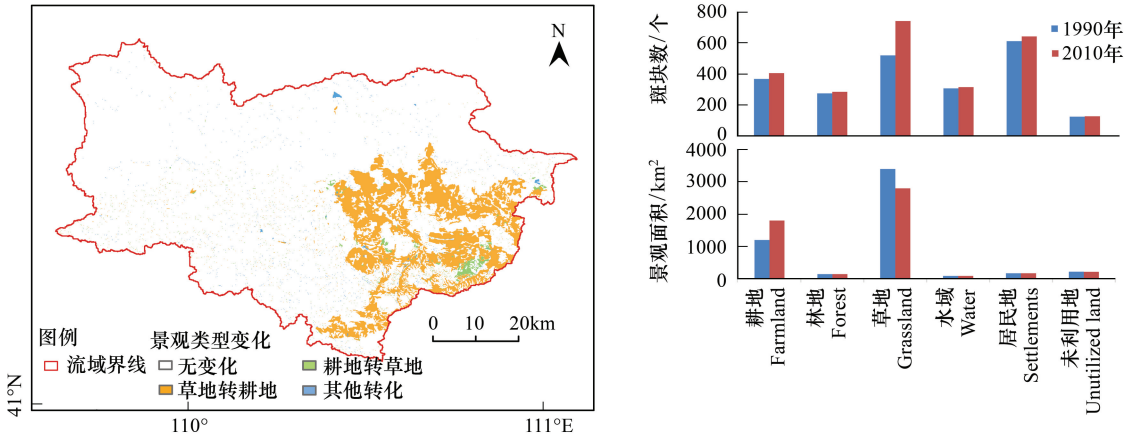 N
0 10 20km
图例
流域界线
景观类型变化
无变化
耕地转草地
草地转耕地
其他转化
41°N
110°
111°E
斑块数/个
800
600
400
200
0
1990年
2010年
景观面积/km²
4000
3000
2000
1000
0
耕地
Farmland
林地
Forest
草地
Grassland
水域
Water
居民地
Settlements
未利用地
Unutilized land